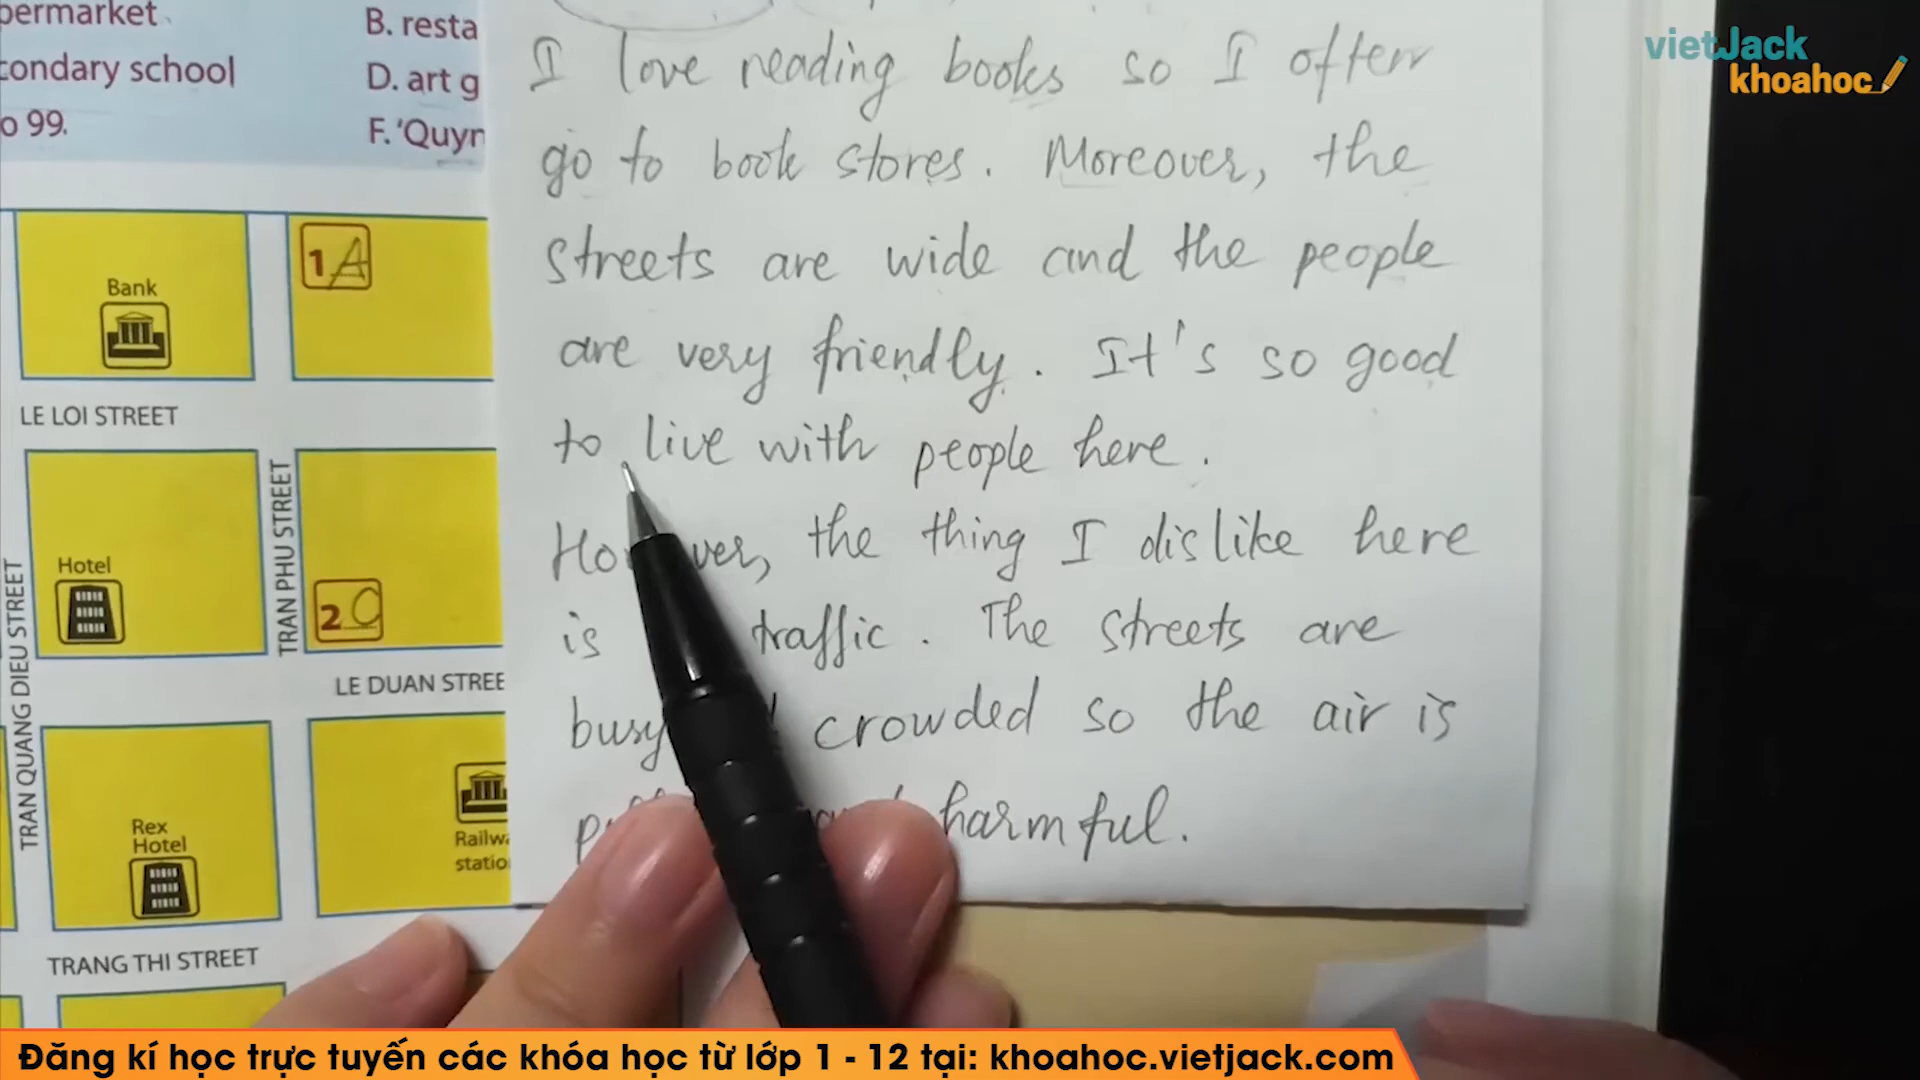 permarket
B. resta
condary school
D. art g
o 99.
F. 'Quyn
vietJack
khoahoc
I love reading books so I often
go to book stores. Moreover, the
streets are wide and the people
are very friendly. It's so good
to live with people here.
However, the thing I dislike here
is traffic. The streets are
busy crowded so the air is
harmful.
1A
Bank
LE LOI STREET
TRAN PHU STREET
Hotel
2C
TRAN QUANG DIEU STREET
LE DUAN STREE
Rex
Hotel
Railwa
statio
TRANG THI STREET
Đăng kí học trực tuyến các khóa học từ lớp 1 - 12 tại: khoahoc.vietjack.com